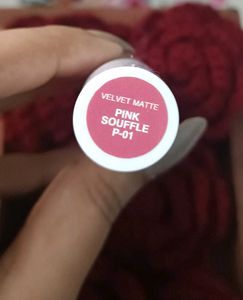 VELVET MATTE
PINK
SOUFFLE
P-01